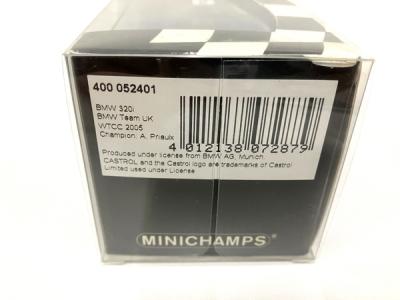 400 052401
BMW 320i
BMW Team UK
WTCC 2005
Champion: A. Priaulx
4 012138 072879
Produced under license from BMW AG, Munich.
CASTROL and the Castrol logo are trademarks of Castrol
Limited used under License
MINICHAMPS